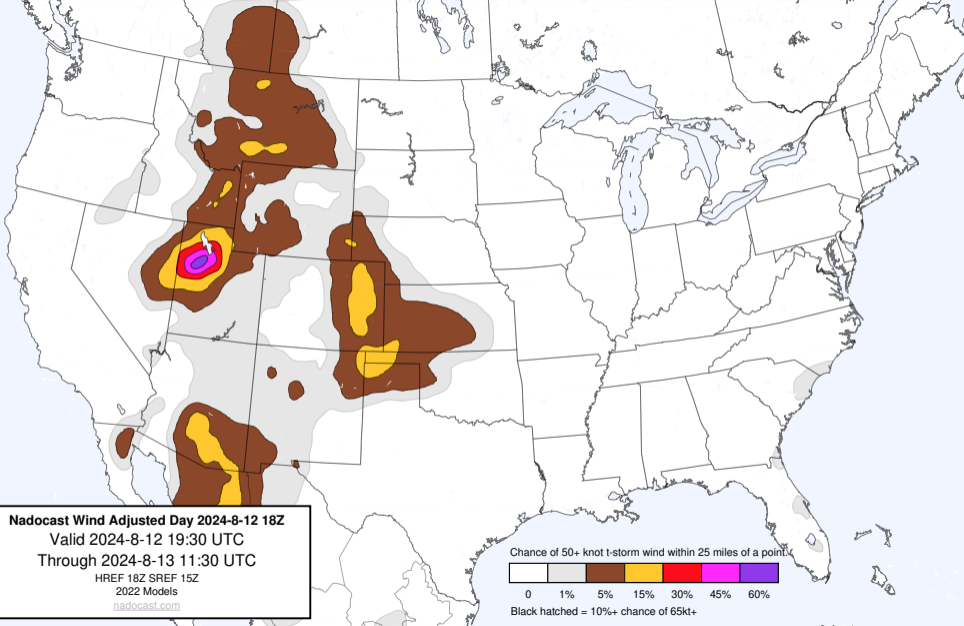 Nadocast Wind Adjusted Day 2024-8-12 18Z
Valid 2024-8-12 19:30 UTC
Through 2024-8-13 11:30 UTC
HREF 18Z SREF 15Z
2022 Models
nadocast.com
Chance of 50+ knot t-storm wind within 25 miles of a point.
0 1% 5% 15% 30% 45% 60%
Black hatched = 10%+ chance of 65kt+